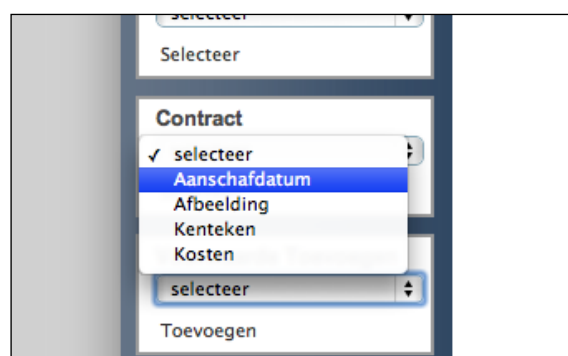 selecteer
Selecteer
Contract
✓ selecteer
Aanschafdatum
Afbeelding
Kenteken
Kosten
selecteer
Toevoegen